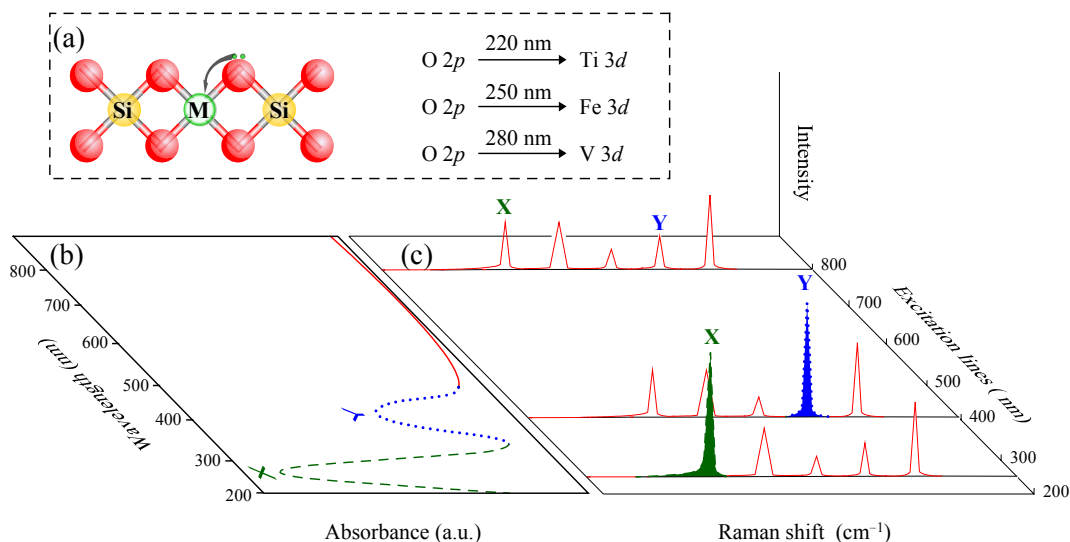 (a)
Si M Si
O 2p 220 nm Ti 3d
O 2p 250 nm Fe 3d
O 2p 280 nm V 3d
Intensity
X Y
(b) (c)
800
700
600
500
400
300
200
Wavelength (nm)
Y
X
X
Y
800
700
600
500
400
300
200
Excitation lines ( nm)
Absorbance (a.u.) Raman shift (cm⁻¹)